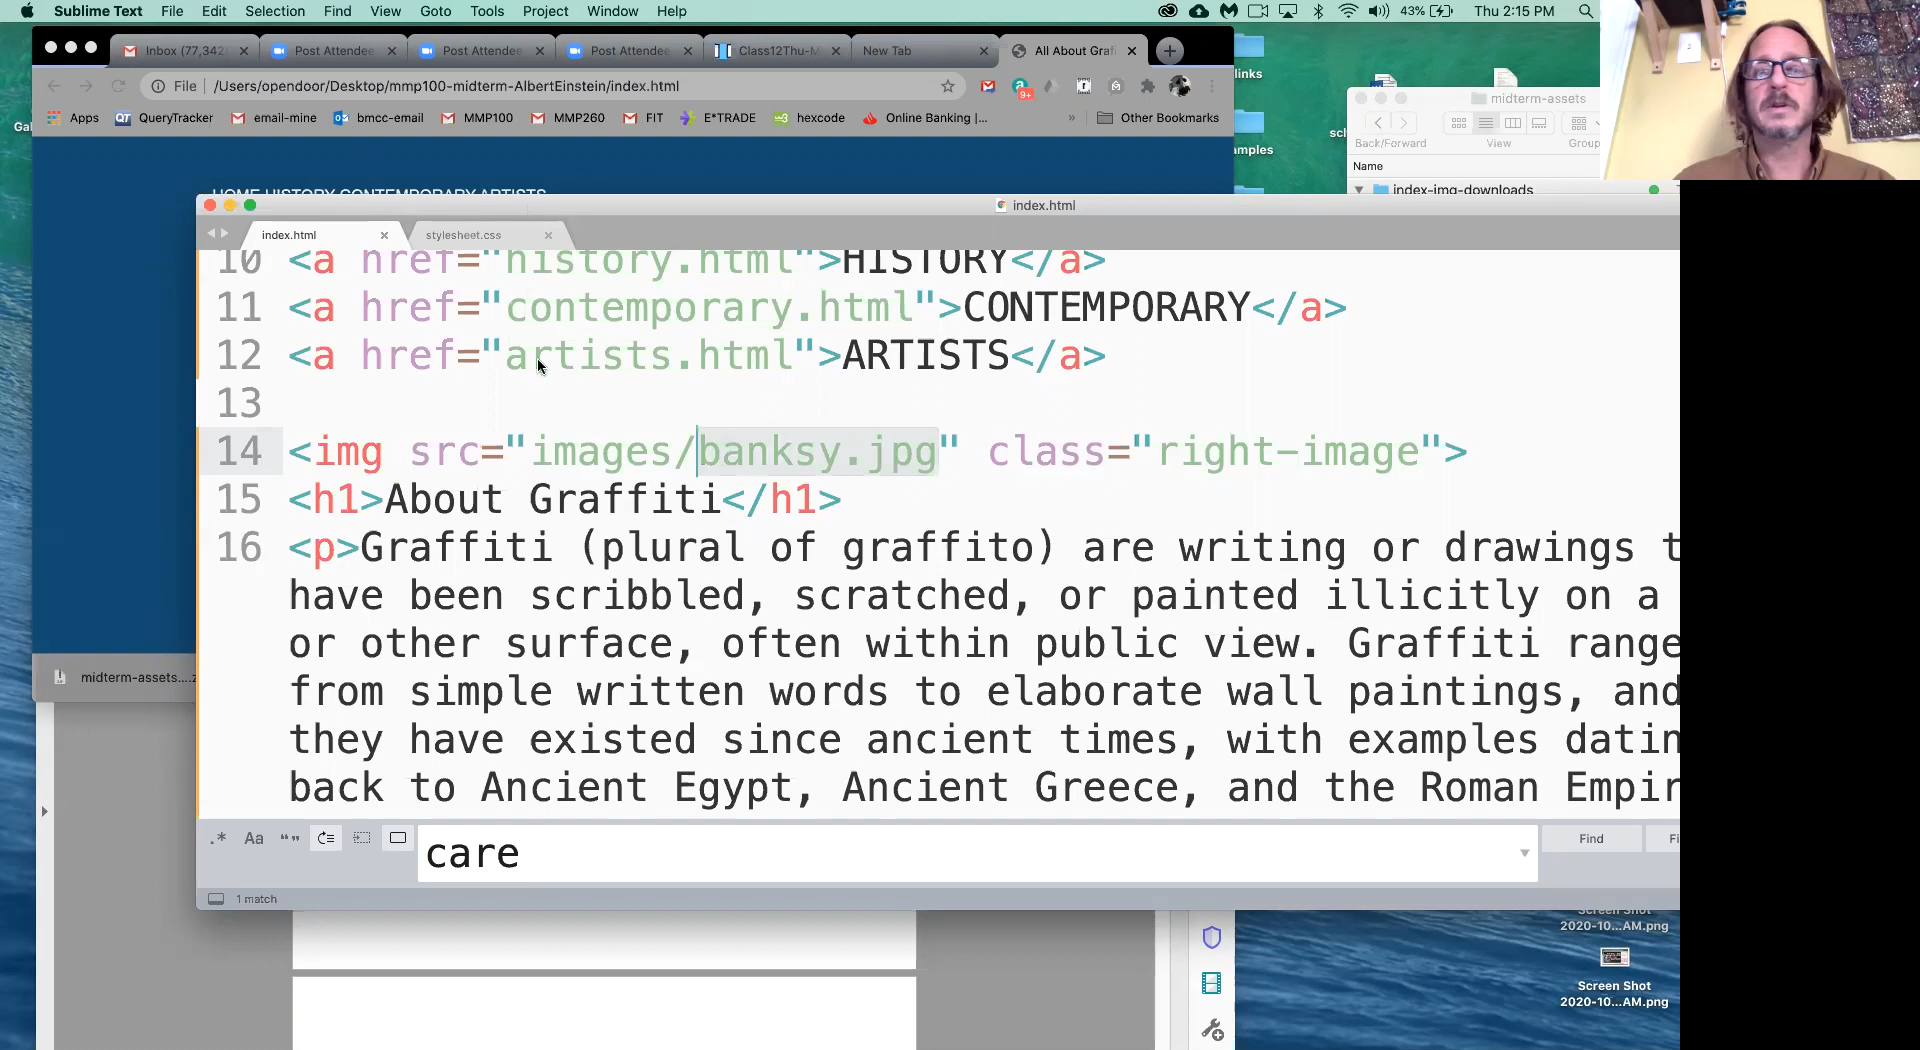 Sublime Text File Edit Selection Find View Goto Tools Project Window Help 43% Thu 2:15 PM
Inbox (77,342) Post Attendee Post Attendee Post Attendee Class12Thu-M New Tab All About Graf
File /Users/opendoor/Desktop/mmp100-midterm-AlbertEinstein/index.html 9+
Apps QueryTracker email-mine bmcc-email MMP100 MMP260 FIT E*TRADE hexcode Online Banking |... » Other Bookmarks
links
amples
midterm-assets
Back/Forward View Group
Name
index-img-downloads
HOME HISTORY CONTEMPORARY ARTISTS
index.html
index.html stylesheet.css
10 <a href="history.html">HISTORY</a>
11 <a href="contemporary.html">CONTEMPORARY</a>
12 <a href="artists.html">ARTISTS</a>
13
14 <img src="images/banksy.jpg" class="right-image">
15 <h1>About Graffiti</h1>
16 <p>Graffiti (plural of graffito) are writing or drawings t
have been scribbled, scratched, or painted illicitly on a
or other surface, often within public view. Graffiti range
from simple written words to elaborate wall paintings, and
they have existed since ancient times, with examples datin
back to Ancient Egypt, Ancient Greece, and the Roman Empir
midterm-assets....z
.* Aa "" care Find Fi
1 match
Screen Shot
2020-10...AM.png
Screen Shot
2020-10...AM.png